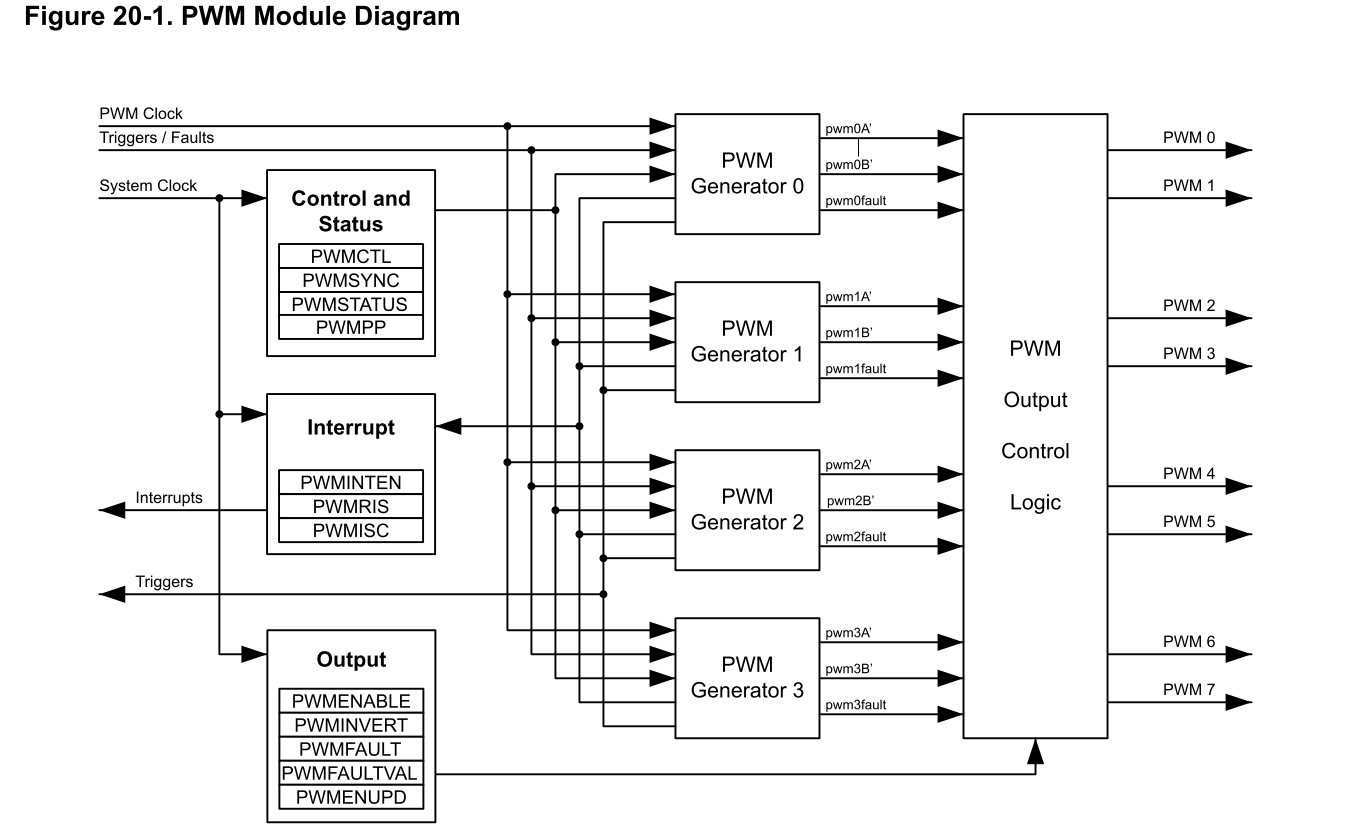 Figure 20-1. PWM Module Diagram
PWM Clock
Triggers / Faults
System Clock
Control and
Status
PWMCTL
PWMSYNC
PWMSTATUS
PWMPP
Interrupt
PWMINTEN
PWMRIS
PWMISC
Interrupts
Triggers
Output
PWMENABLE
PWMINVERT
PWMFAULT
PWMFAULTVAL
PWMENUPD
PWM
Generator 0
pwm0A’
pwm0B’
pwm0fault
PWM
Generator 1
pwm1A’
pwm1B’
pwm1fault
PWM
Generator 2
pwm2A’
pwm2B’
pwm2fault
PWM
Generator 3
pwm3A’
pwm3B’
pwm3fault
PWM
Output
Control
Logic
PWM 0
PWM 1
PWM 2
PWM 3
PWM 4
PWM 5
PWM 6
PWM 7